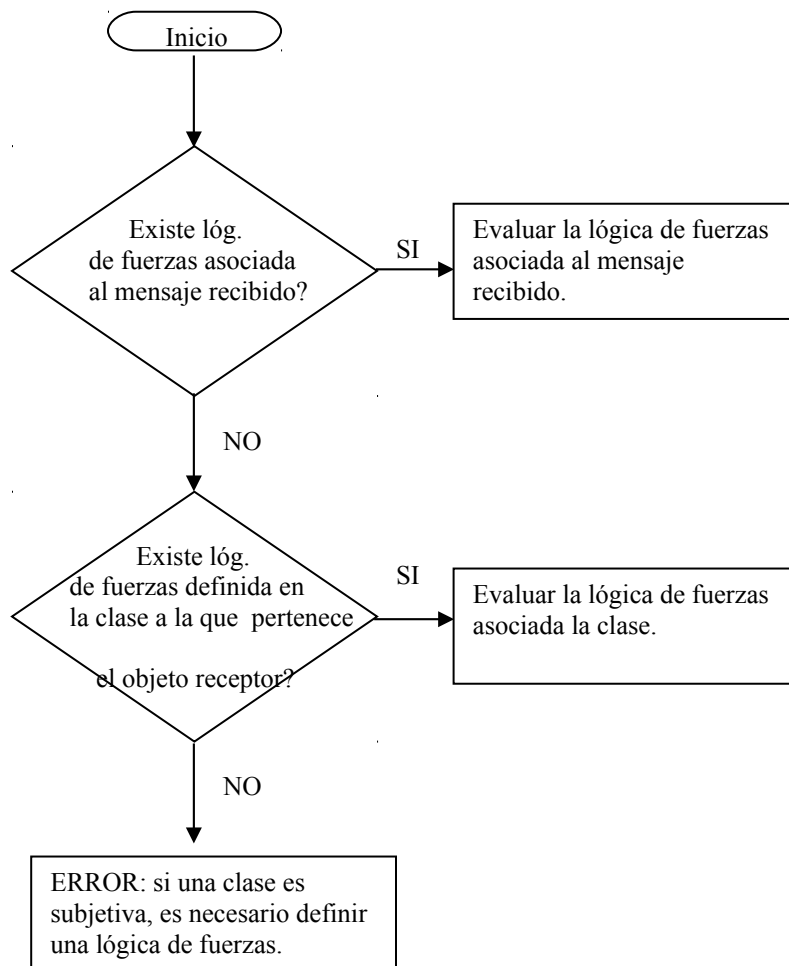 Inicio
Existe lóg.
de fuerzas asociada
al mensaje recibido?
SI
Evaluar la lógica de fuerzas
asociada al mensaje
recibido.
NO
Existe lóg.
de fuerzas definida en
la clase a la que pertenece
el objeto receptor?
SI
Evaluar la lógica de fuerzas
asociada la clase.
NO
ERROR: si una clase es
subjetiva, es necesario definir
una lógica de fuerzas.